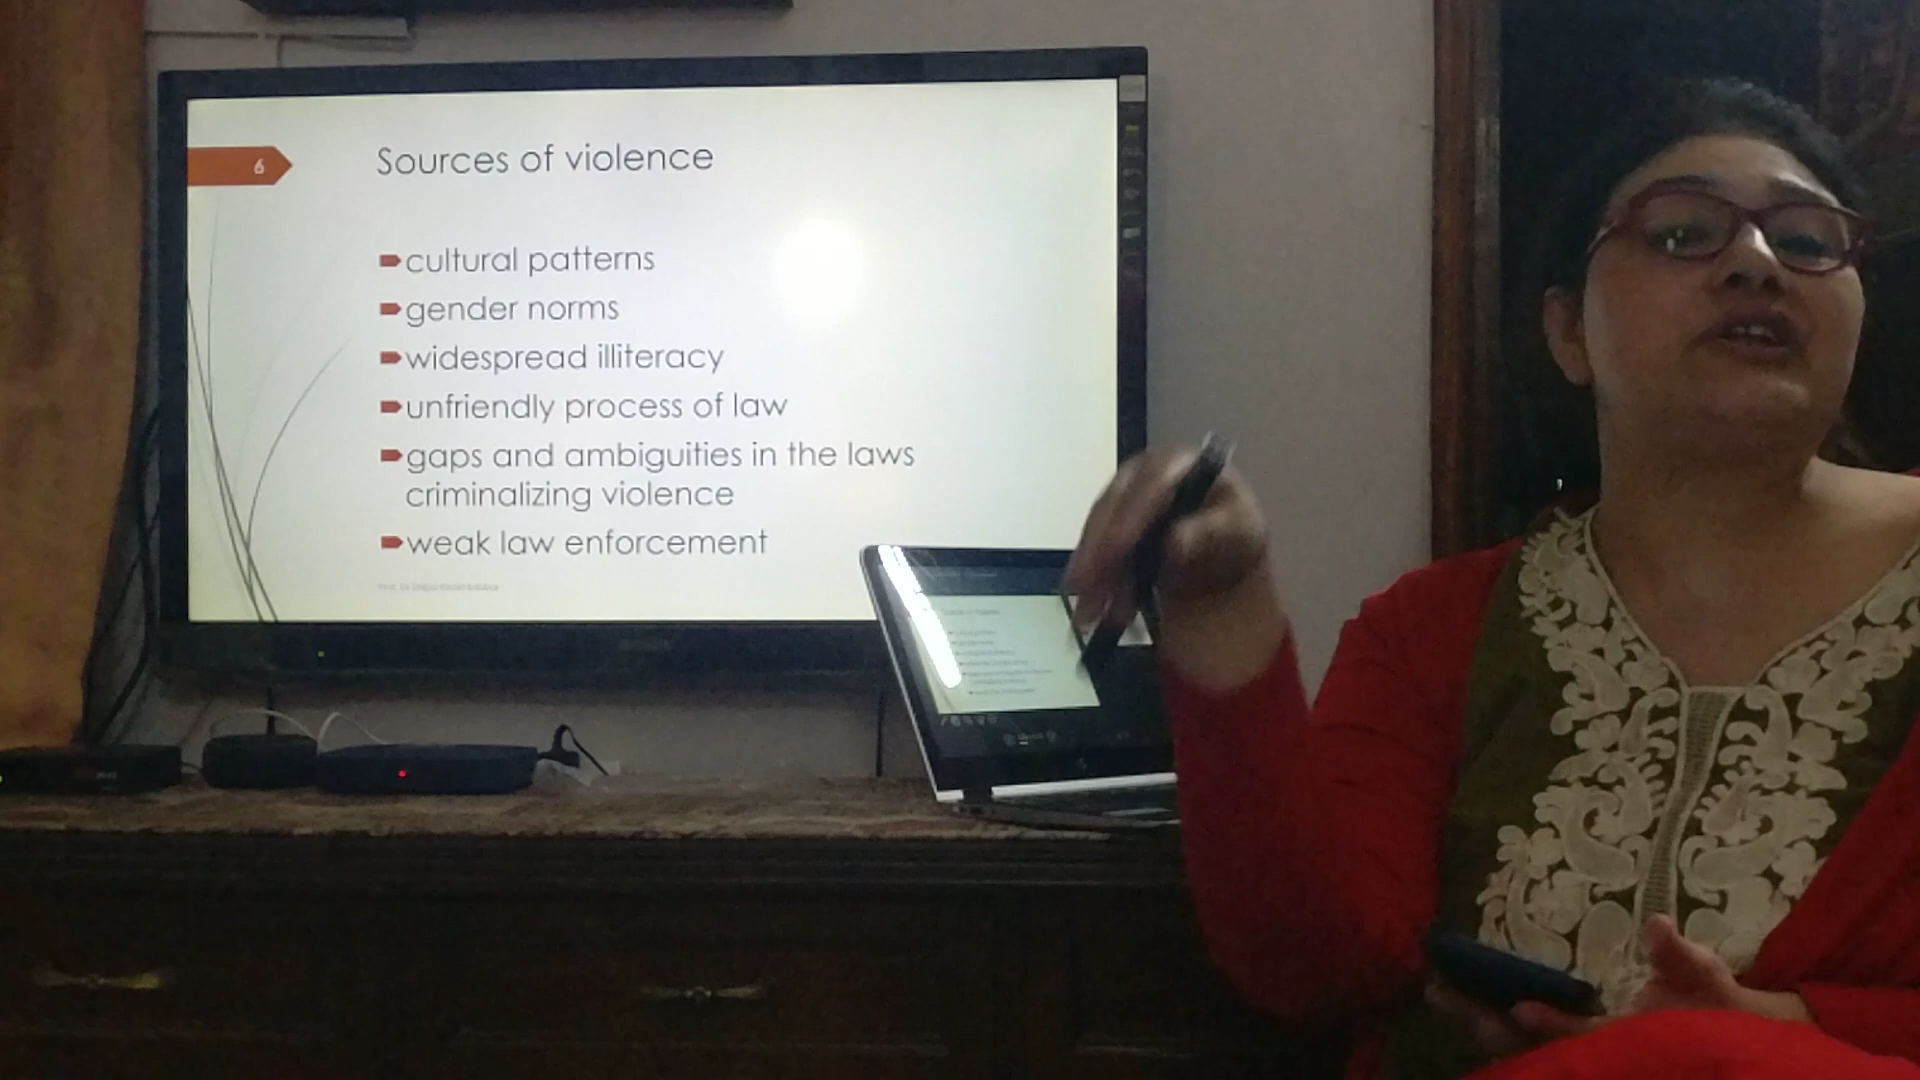 6
Sources of violence
cultural patterns
gender norms
widespread illiteracy
unfriendly process of law
gaps and ambiguities in the laws
criminalizing violence
weak law enforcement